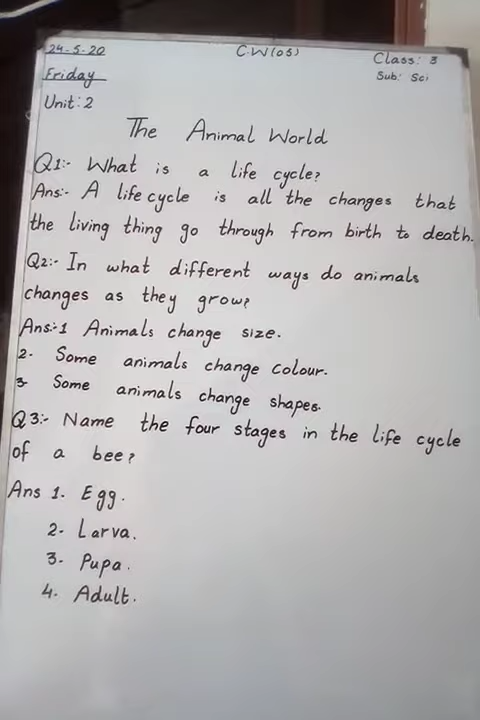 24-5-20 C.W(05) Class: 3
Friday Sub: Sci
Unit: 2
The Animal World
Q1:- What is a life cycle?
Ans:- A life cycle is all the changes that
the living thing go through from birth to death.
Q2:- In what different ways do animals
changes as they grow?
Ans:-1 Animals change size.
2- Some animals change colour.
3- Some animals change shapes.
Q3:- Name the four stages in the life cycle
of a bee?
Ans 1. Egg.
2- Larva.
3- Pupa.
4. Adult.